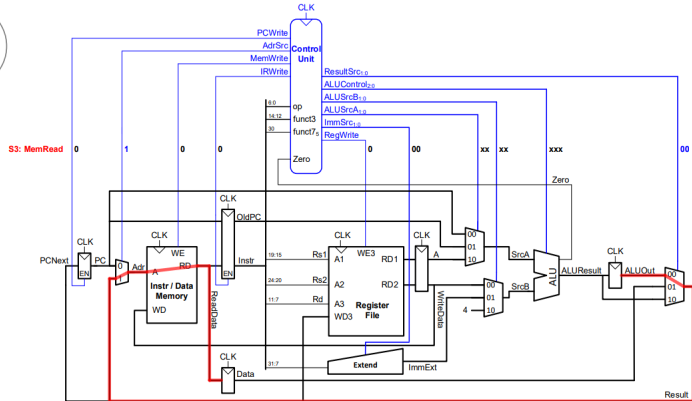 CLK
PCWrite
AdrSrc
MemWrite
IRWrite
Control
Unit
ResultSrc1:0
ALUControl2:0
ALUSrcB1:0
ALUSrcA1:0
ImmSrc1:0
RegWrite
6:0 op
14:12 funct3
30 funct75
Zero
S3: MemRead 0 1 0 0 0 00 xx xx xxx 00
Zero
CLK
OldPC
CLK
PCNext
PC
EN
0
1
Adr
CLK
WE
A RD
Instr / Data
Memory
WD
ReadData
EN
Instr
CLK
Data
19:15 Rs1
24:20 Rs2
11:7 Rd
31:7
CLK
WE3
A1 RD1
A2 RD2
A3
WD3
Register
File
CLK
A
WriteData
Extend
ImmExt
00
01
10
SrcA
00
01
4 10
SrcB
ALU
ALUResult
CLK
ALUOut
00
01
10
Result